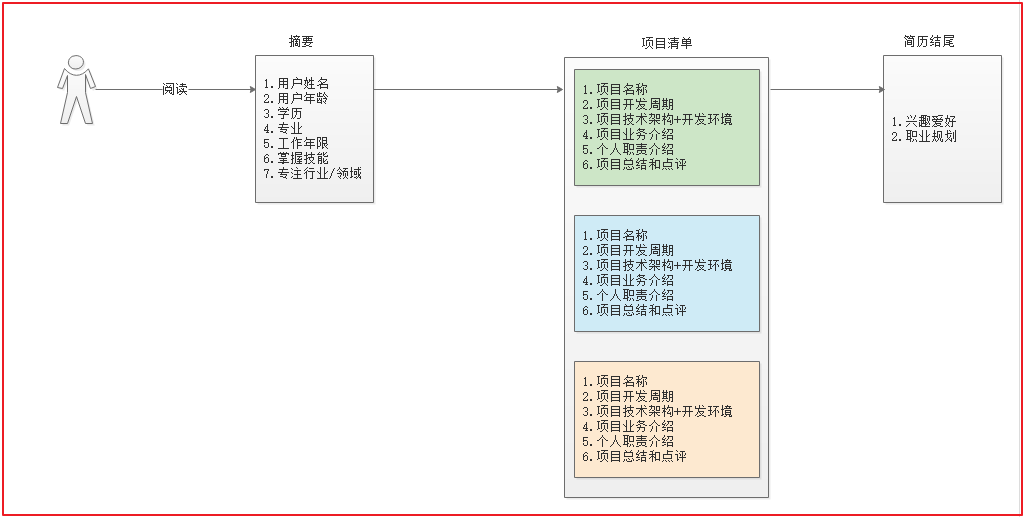 摘要
项目清单
简历结尾
阅读
1.用户姓名
2.用户年龄
3.学历
4.专业
5.工作年限
6.掌握技能
7.专注行业/领域
1.项目名称
2.项目开发周期
3.项目技术架构+开发环境
4.项目业务介绍
5.个人职责介绍
6.项目总结和点评
1.项目名称
2.项目开发周期
3.项目技术架构+开发环境
4.项目业务介绍
5.个人职责介绍
6.项目总结和点评
1.项目名称
2.项目开发周期
3.项目技术架构+开发环境
4.项目业务介绍
5.个人职责介绍
6.项目总结和点评
1.兴趣爱好
2.职业规划